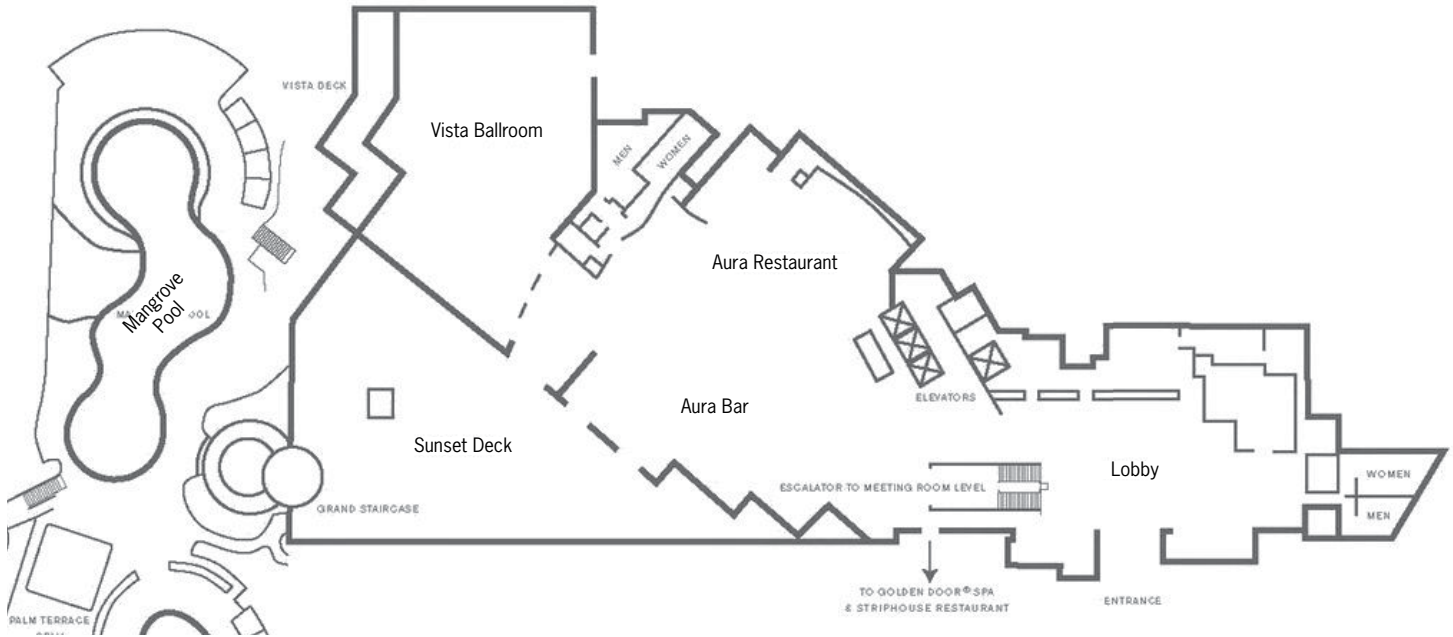 VISTA DECK
Vista Ballroom
MEN
WOMEN
Aura Restaurant
Mangrove
Pool
Aura Bar
ELEVATORS
Sunset Deck
Lobby
ESCALATOR TO MEETING ROOM LEVEL
WOMEN
MEN
GRAND STAIRCASE
TO GOLDEN DOOR® SPA
& STRIPHOUSE RESTAURANT
ENTRANCE
PALM TERRACE